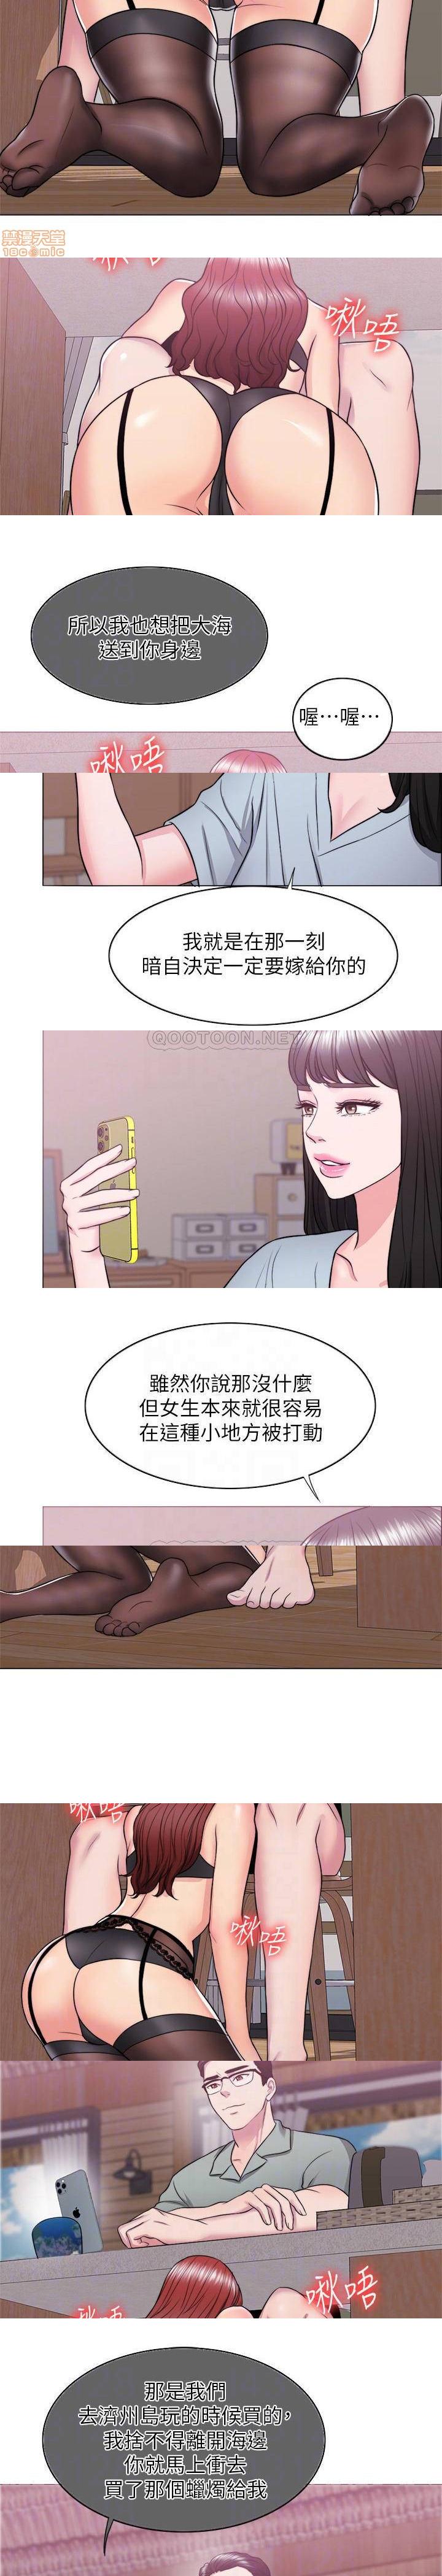 禁漫天堂
18comic
啾唔
所以我也想把大海
送到你身邊
喔…喔…
啾唔
我就是在那一刻
暗自決定一定要嫁給你的
QOOTOON.NET
雖然你說那沒什麼
但女生本來就很容易
在這種小地方被打動
啾唔
啾唔
啾唔
那是我們
去濟州島玩的時候買的,
我捨不得離開海邊
你就馬上衝去
買了那個蠟燭給我